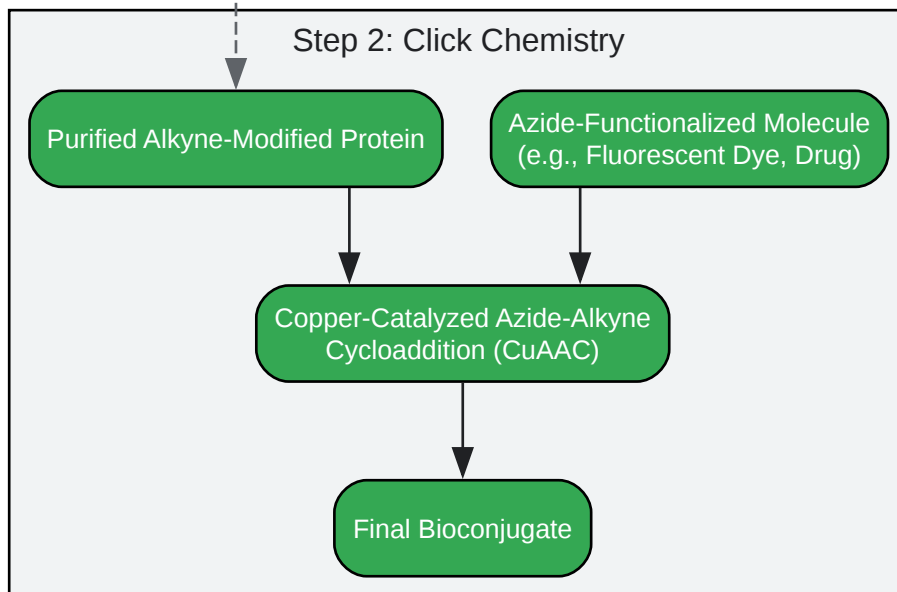 Step 2: Click Chemistry
Purified Alkyne-Modified Protein
Azide-Functionalized Molecule
(e.g., Fluorescent Dye, Drug)
Copper-Catalyzed Azide-Alkyne
Cycloaddition (CuAAC)
Final Bioconjugate